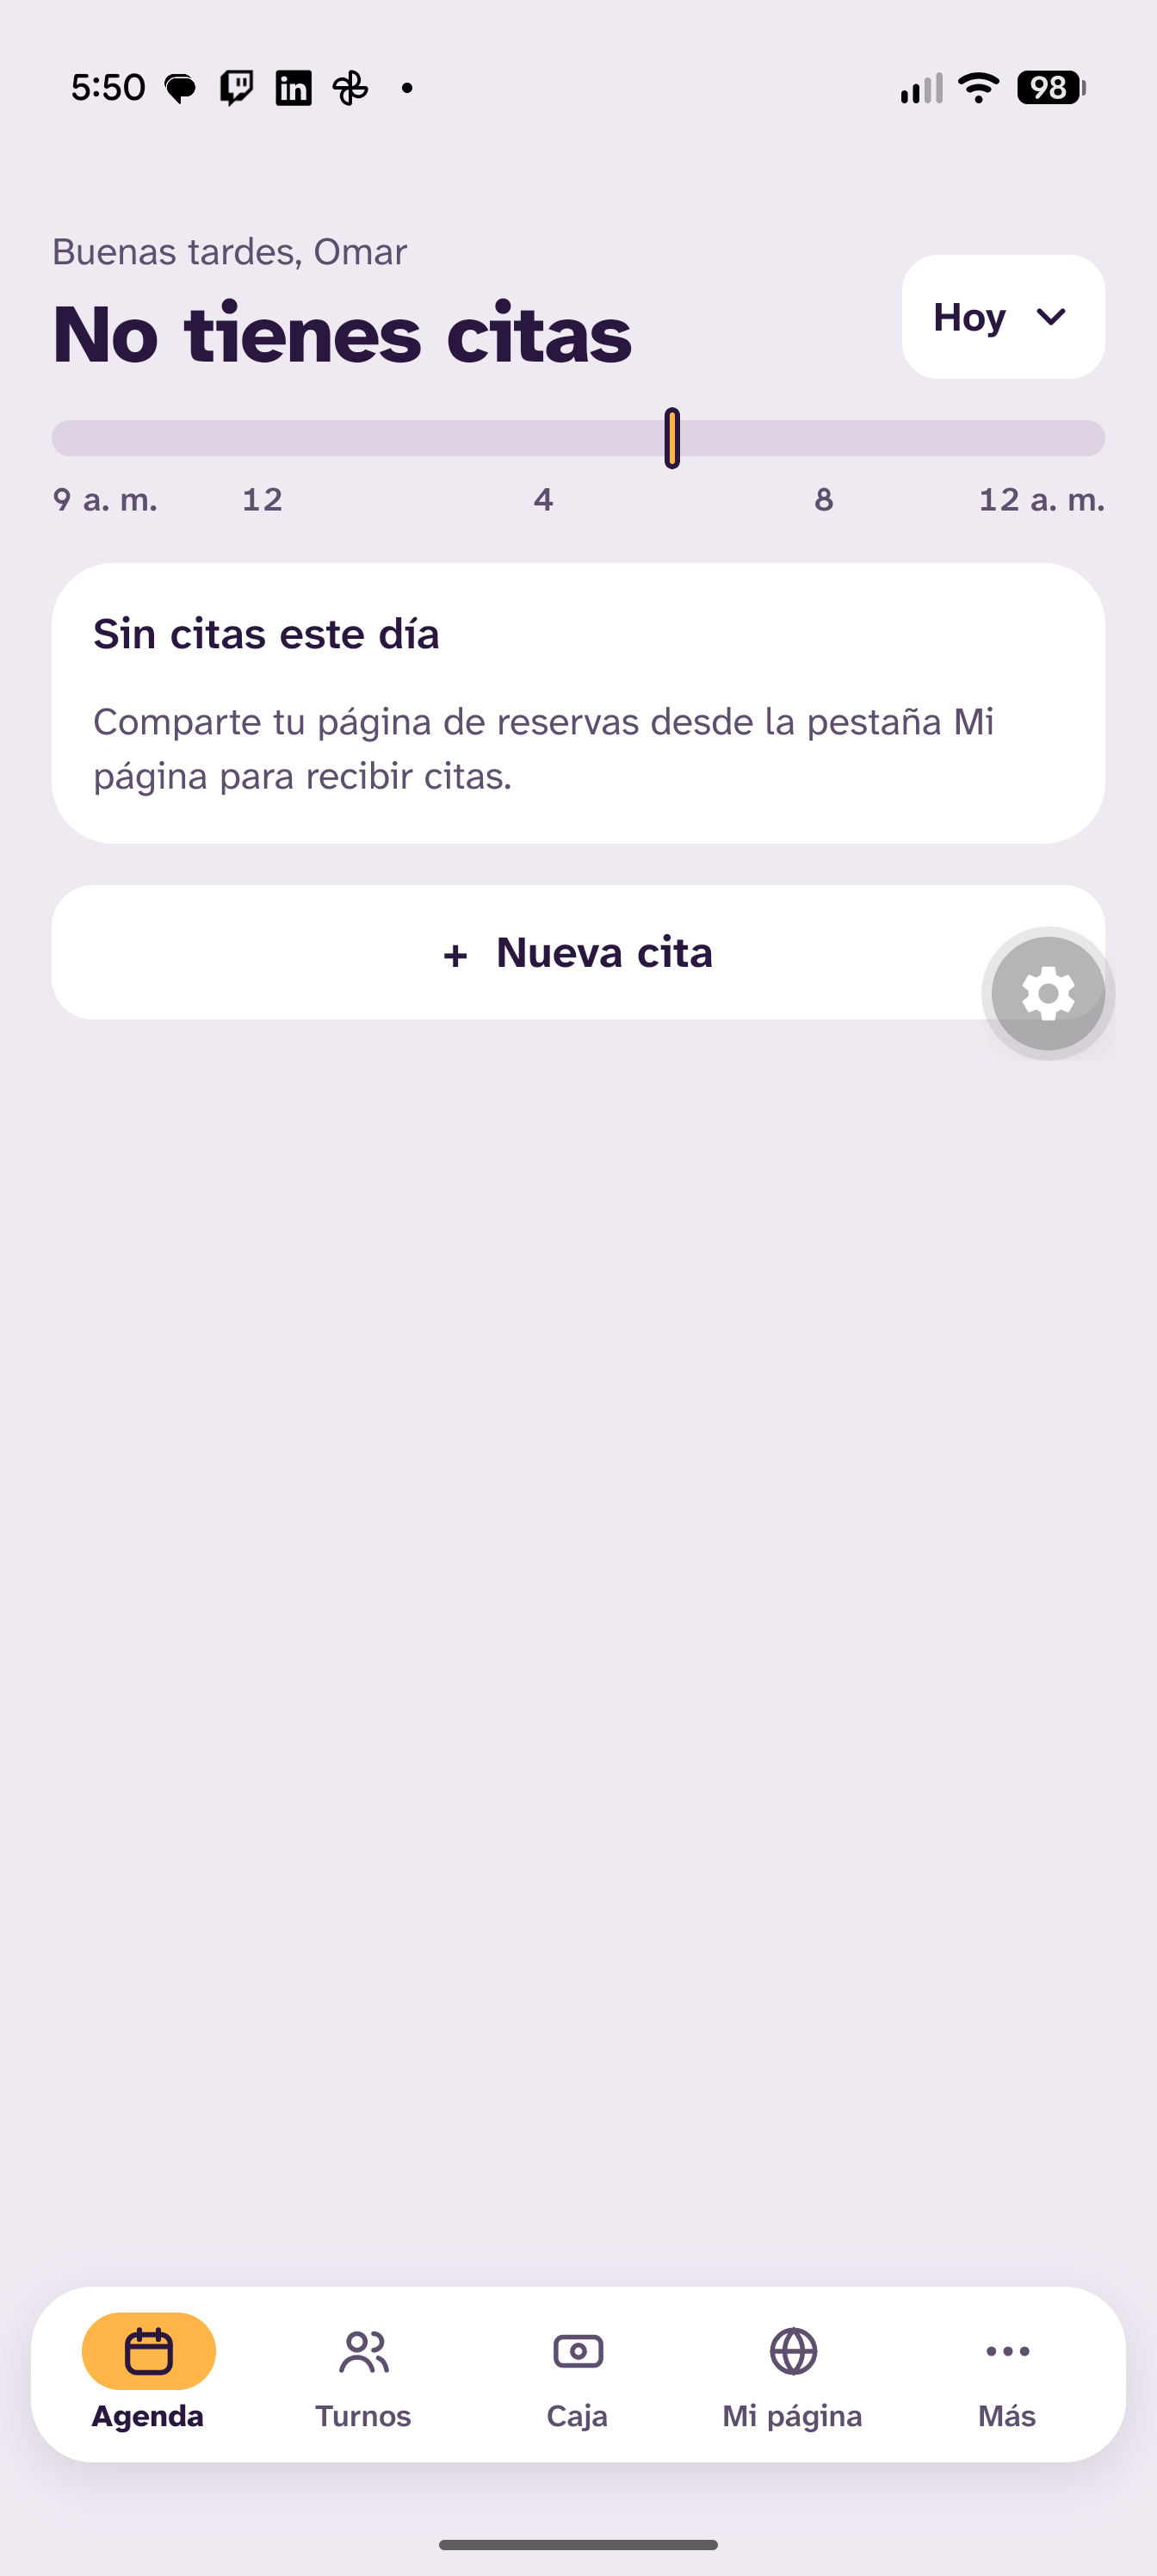 5:50
98
Buenas tardes, Omar
No tienes citas
Hoy
9 a. m. 12 4 8 12 a. m.
Sin citas este día
Comparte tu página de reservas desde la pestaña Mi
página para recibir citas.
+ Nueva cita
Agenda Turnos Caja Mi página Más